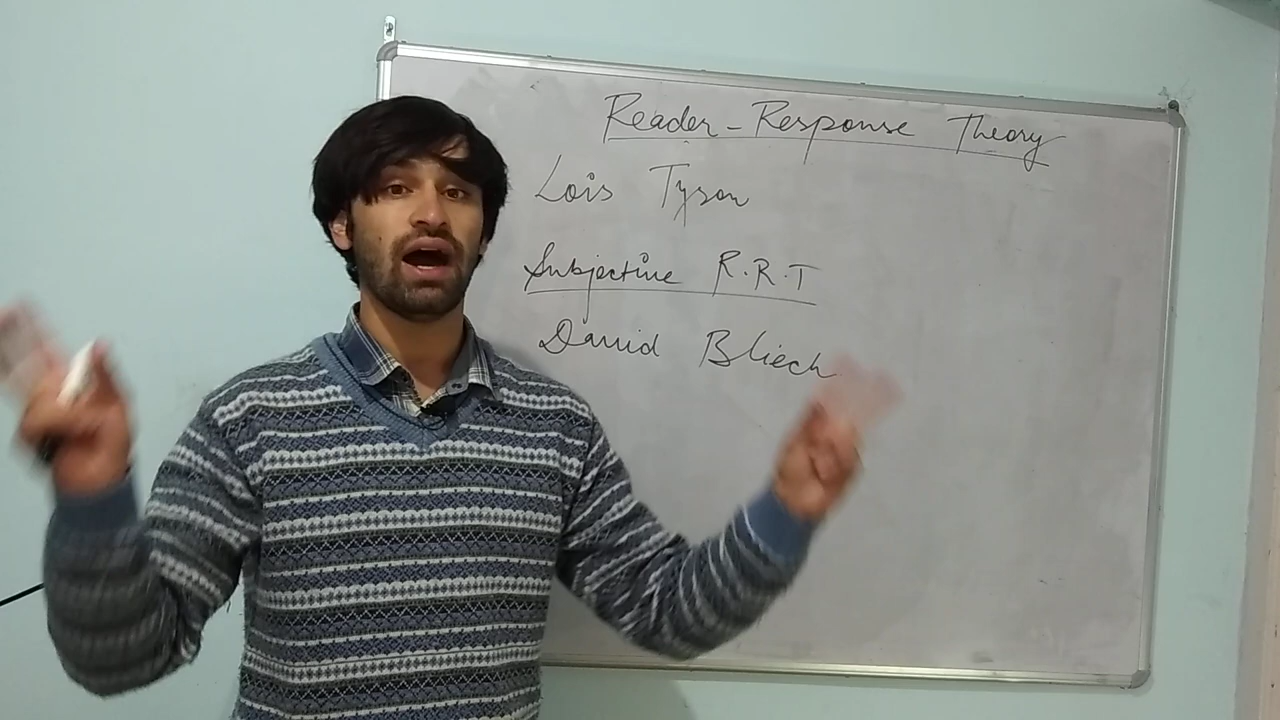 Reader-Response Theory
Lois Tyson
Subjective R.R.T
David Bliech